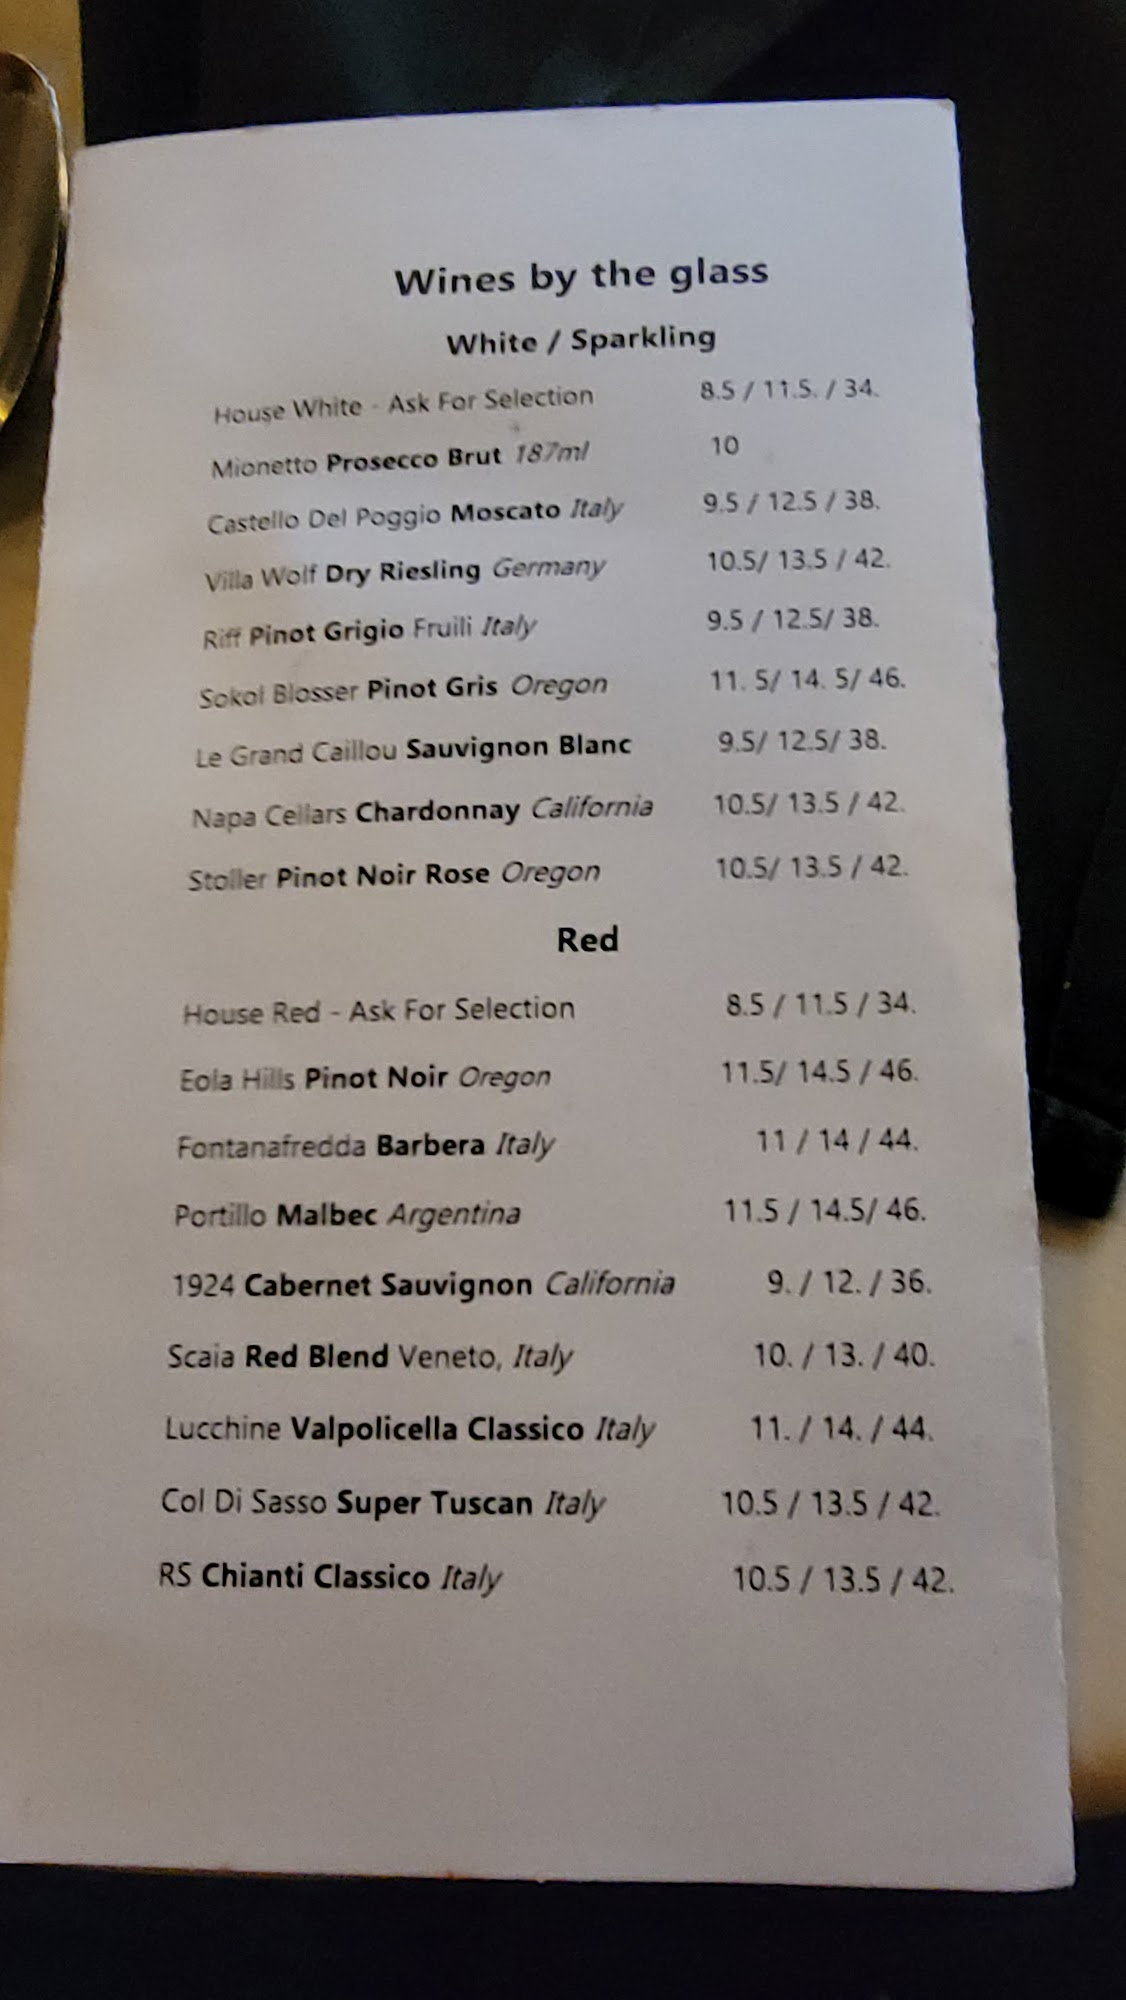 Wines by the glass
White / Sparkling
House White - Ask For Selection 8.5 / 11.5. / 34.
Mionetto Prosecco Brut 187ml 10
Castello Del Poggio Moscato Italy 9.5 / 12.5 / 38.
Villa Wolf Dry Riesling Germany 10.5/ 13.5 / 42.
Riff Pinot Grigio Fruili Italy 9.5 / 12.5/ 38.
Sokol Blosser Pinot Gris Oregon 11. 5/ 14. 5/ 46.
Le Grand Caillou Sauvignon Blanc 9.5/ 12.5/ 38.
Napa Cellars Chardonnay California 10.5/ 13.5 / 42.
Stoller Pinot Noir Rose Oregon 10.5/ 13.5 / 42.
Red
House Red - Ask For Selection 8.5 / 11.5 / 34.
Eola Hills Pinot Noir Oregon 11.5/ 14.5 / 46.
Fontanafredda Barbera Italy 11 / 14 / 44.
Portillo Malbec Argentina 11.5 / 14.5/ 46.
1924 Cabernet Sauvignon California 9. / 12. / 36.
Scaia Red Blend Veneto, Italy 10. / 13. / 40.
Lucchine Valpolicella Classico Italy 11. / 14. / 44.
Col Di Sasso Super Tuscan Italy 10.5 / 13.5 / 42.
RS Chianti Classico Italy 10.5 / 13.5 / 42.